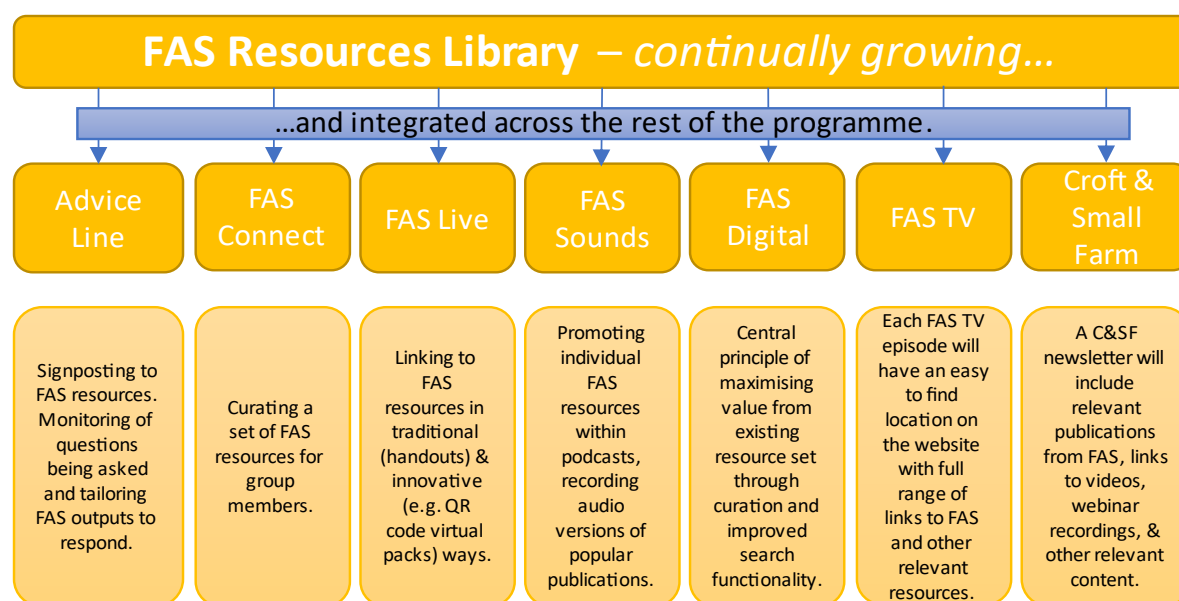 FAS Resources Library – continually growing…
…and integrated across the rest of the programme.
Advice
Line
FAS
Connect
FAS Live
FAS
Sounds
FAS
Digital
FAS TV
Croft &
Small
Farm
Signposting to
FAS resources.
Monitoring of
questions
being asked
and tailoring
FAS outputs to
respond.
Curating a
set of FAS
resources for
group
members.
Linking to
FAS
resources in
traditional
(handouts) &
innovative
(e.g. QR
code virtual
packs) ways.
Promoting
individual
FAS
resources
within
podcasts,
recording
audio
versions of
popular
publications.
Central
principle of
maximising
value from
existing
resource set
through
curation and
improved
search
functionality.
Each FAS TV
episode will
have an easy
to find
location on
the website
with full
range of
links to FAS
and other
relevant
resources.
A C&SF
newsletter will
include
relevant
publications
from FAS, links
to videos,
webinar
recordings, &
other relevant
content.